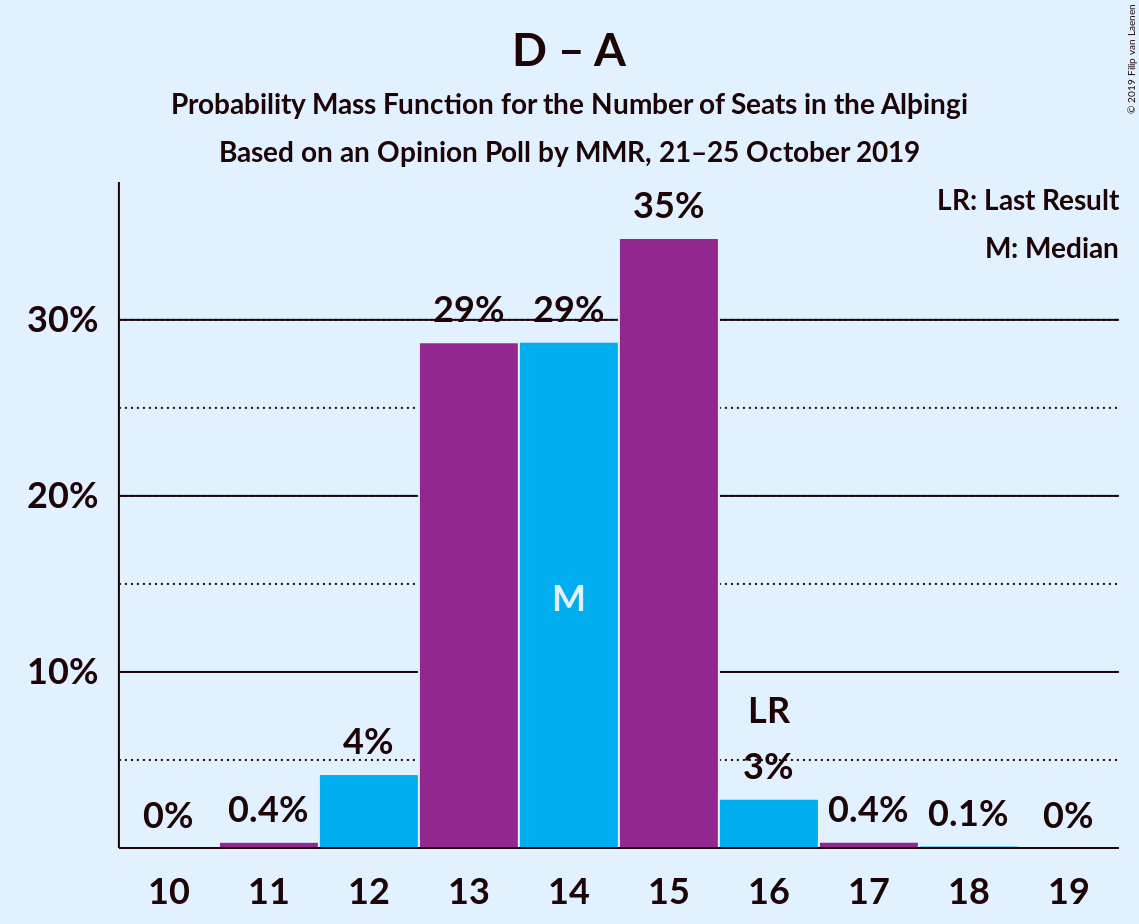 D – A
Probability Mass Function for the Number of Seats in the Alþingi
Based on an Opinion Poll by MMR, 21–25 October 2019
© 2019 Filip van Laenen
LR: Last Result
M: Median
30%
20%
10%
0%
0.4%
4%
29%
29%
35%
LR
3%
0.4%
0.1%
0%
M
10 11 12 13 14 15 16 17 18 19